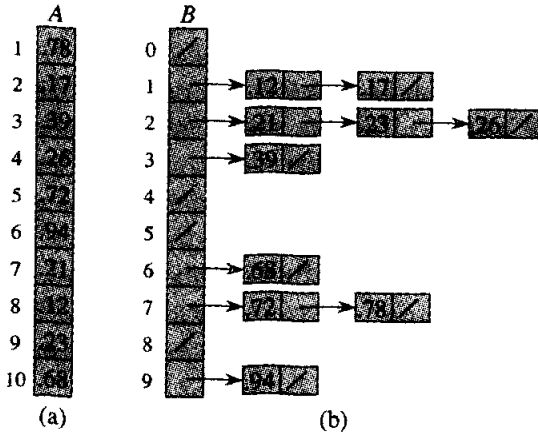 A B
1 .78 0
2 .17 1 .12 .17
3 .39 2 .21 .23 .26
4 .26 3 .39
5 .72 4
6 .94 5
7 .21 6 .68
8 .12 7 .72 .78
9 .23 8
10 .68 9 .94
(a) (b)